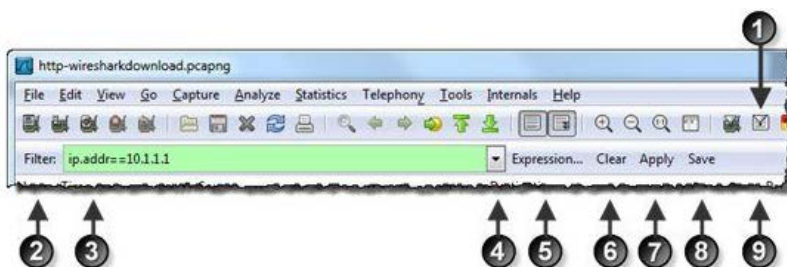 1
http-wiresharkdownload.pcapng
File Edit View Go Capture Analyze Statistics Telephony Tools Internals Help
Filter: ip.addr==10.1.1.1 Expression... Clear Apply Save
2 3 4 5 6 7 8 9